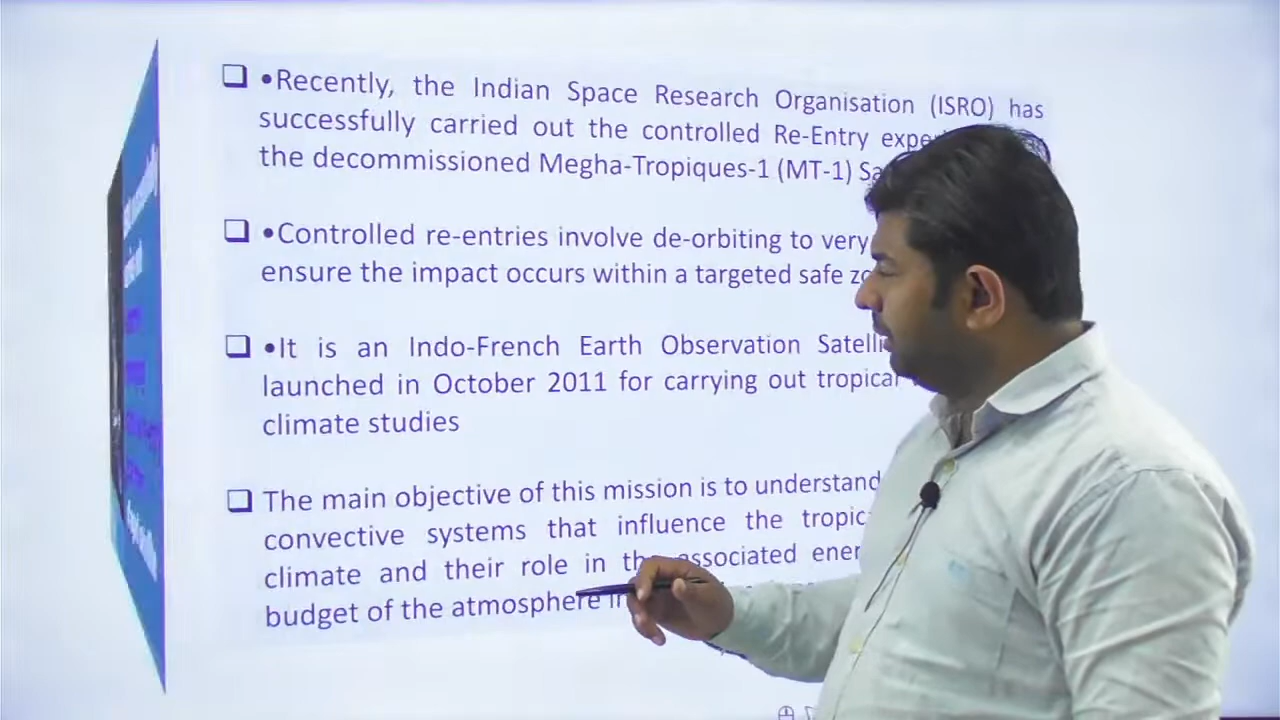 •Recently, the Indian Space Research Organisation (ISRO) has
successfully carried out the controlled Re-Entry
the decommissioned Megha-Tropiques-1 (MT-1)
•Controlled re-entries involve de-orbiting to very
ensure the impact occurs within a targeted safe
•It is an Indo-French Earth Observation
launched in October 2011 for carrying out tropical
climate studies
The main objective of this mission is to understand
convective systems that influence the
climate and their role in associated
budget of the atmosphere